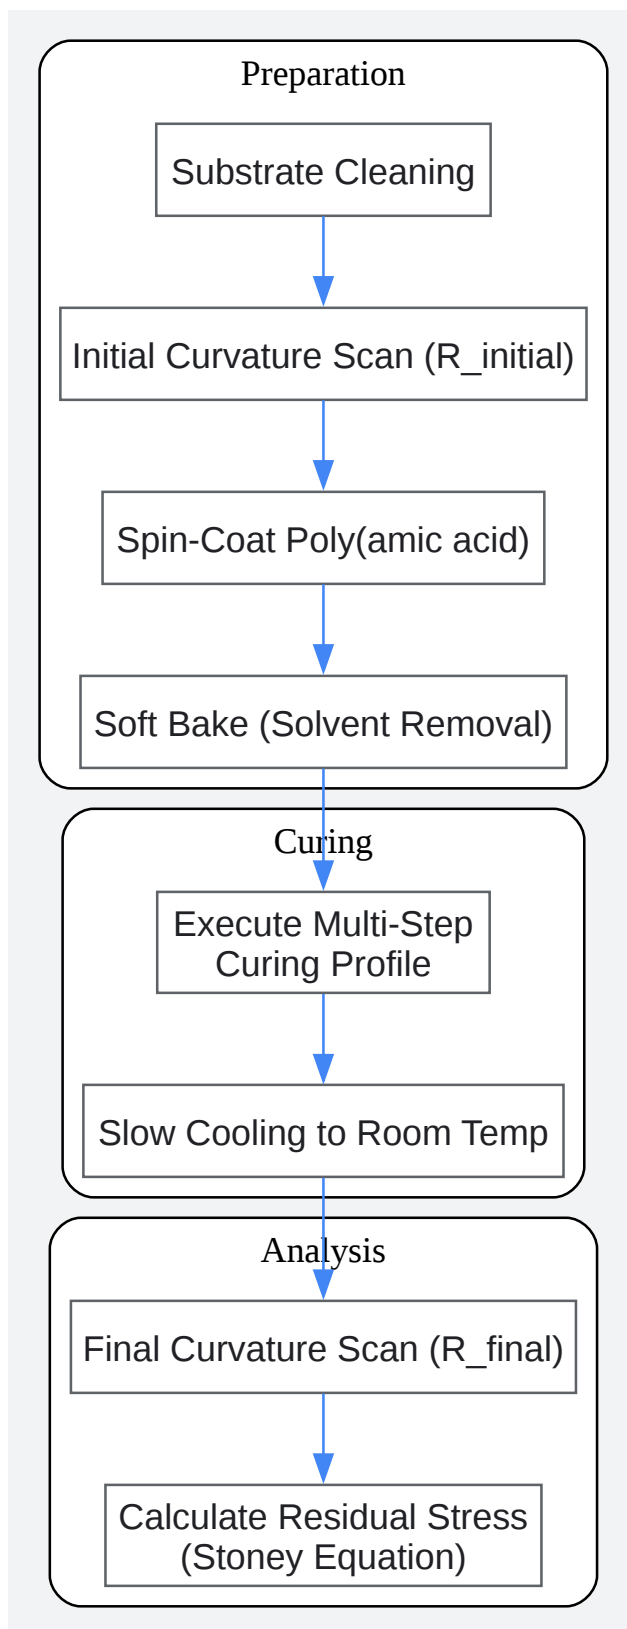 Preparation
Substrate Cleaning
Initial Curvature Scan (R_initial)
Spin-Coat Poly(amic acid)
Soft Bake (Solvent Removal)
Curing
Execute Multi-Step
Curing Profile
Slow Cooling to Room Temp
Analysis
Final Curvature Scan (R_final)
Calculate Residual Stress
(Stoney Equation)